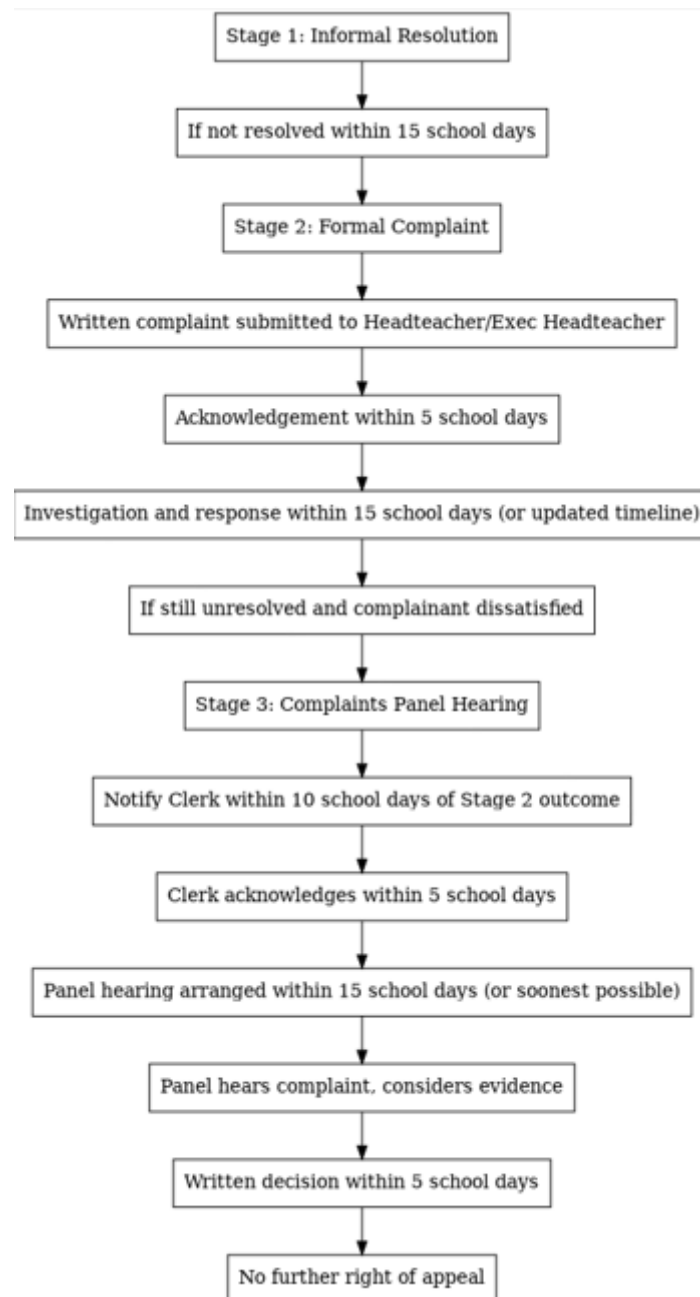 Stage 1: Informal Resolution
If not resolved within 15 school days
Stage 2: Formal Complaint
Written complaint submitted to Headteacher/Exec Headteacher
Acknowledgement within 5 school days
Investigation and response within 15 school days (or updated timeline)
If still unresolved and complainant dissatisfied
Stage 3: Complaints Panel Hearing
Notify Clerk within 10 school days of Stage 2 outcome
Clerk acknowledges within 5 school days
Panel hearing arranged within 15 school days (or soonest possible)
Panel hears complaint, considers evidence
Written decision within 5 school days
No further right of appeal